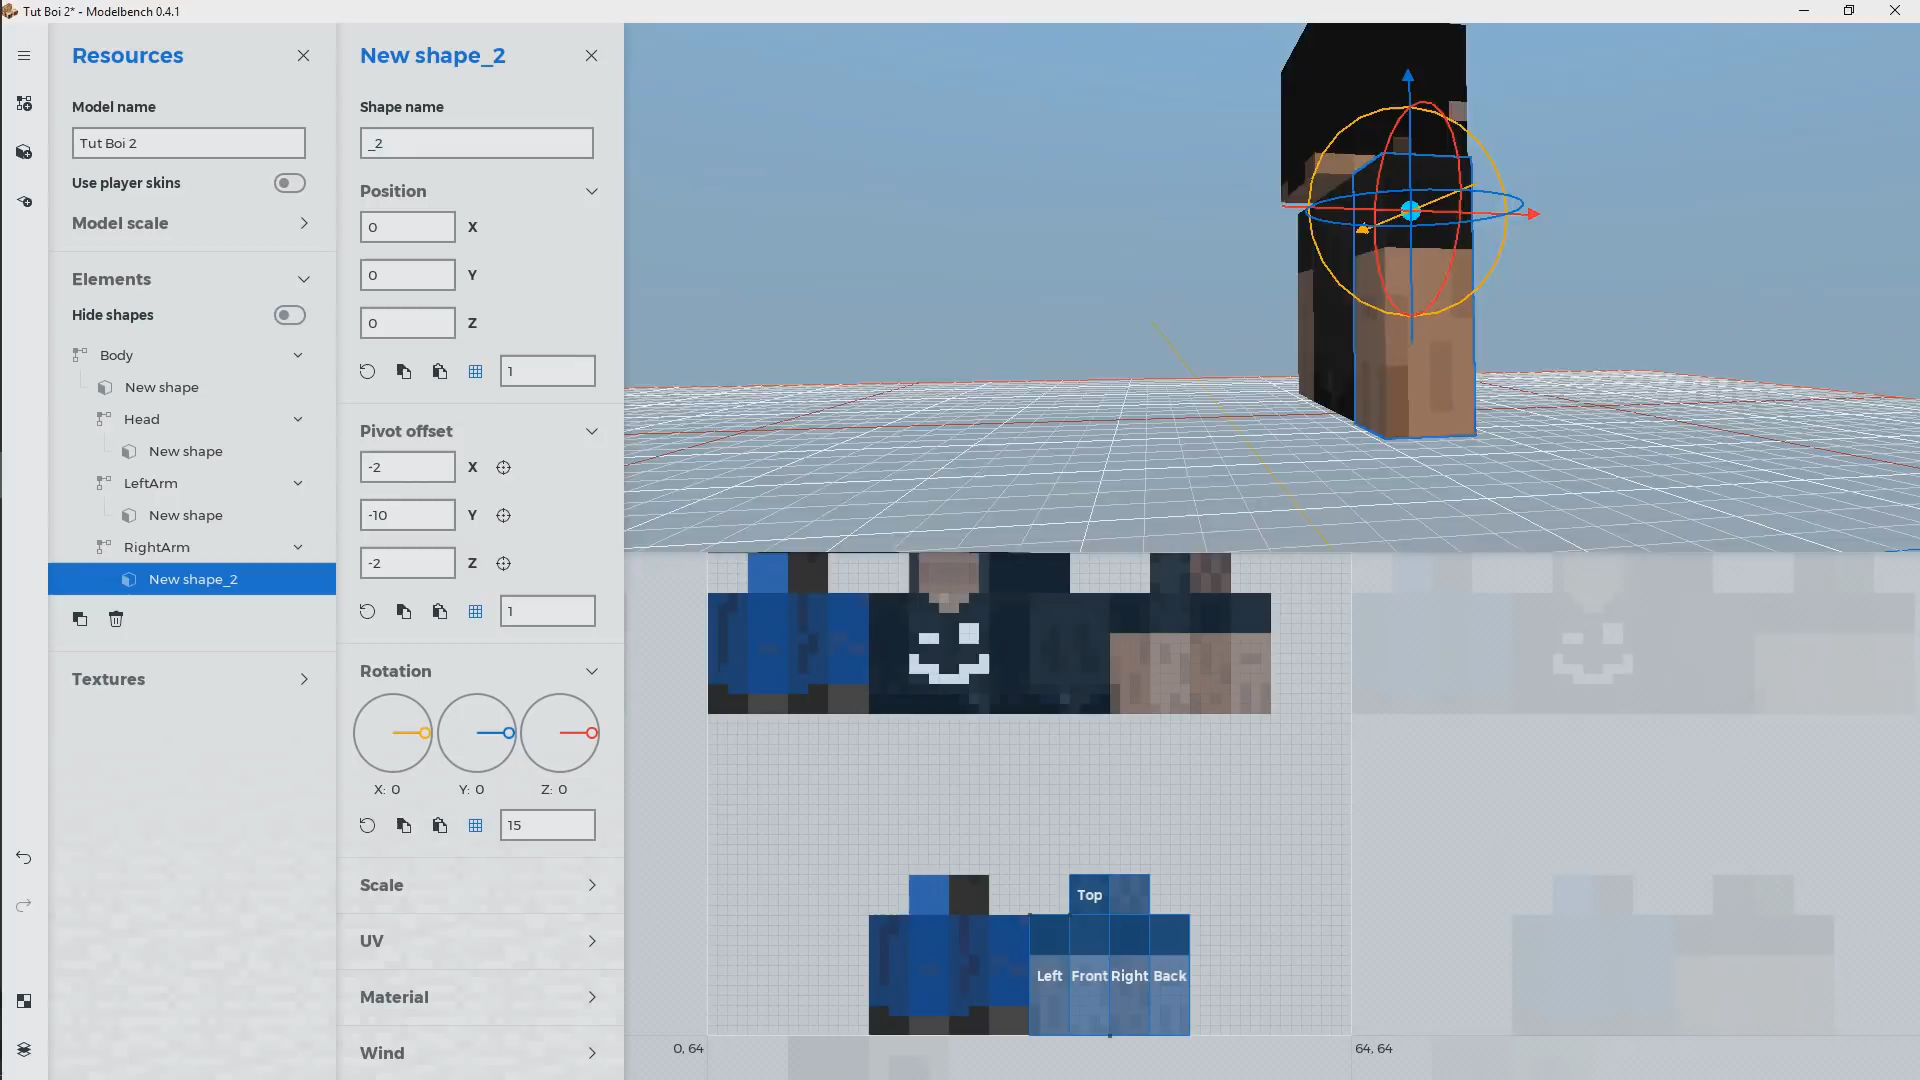 Tut Boi 2* - Modelbench 0.4.1
Resources
Model name
Tut Boi 2
Use player skins
Model scale
Elements
Hide shapes
Body
New shape
Head
New shape
LeftArm
New shape
RightArm
New shape_2
Textures
New shape_2
Shape name
_2
Position
0 X
0 Y
0 Z
1
Pivot offset
-2 X
-10 Y
-2 Z
1
Rotation
X: 0 Y: 0 Z: 0
15
Scale
UV
Material
Wind
Top
Left Front Right Back
0, 64
64, 64